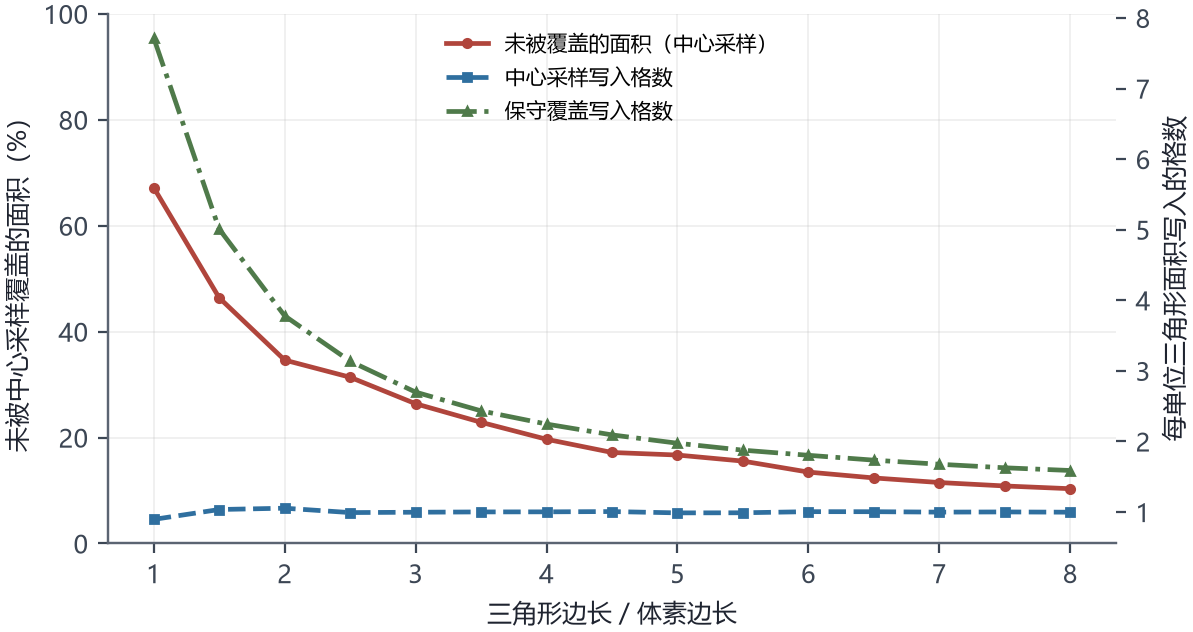 未被覆盖的面积（中心采样）
中心采样写入格数
保守覆盖写入格数
未被中心采样覆盖的面积（%）
100
80
60
40
20
0
8
7
6
5
4
3
2
1
每单位三角形面积写入的格数
1 2 3 4 5 6 7 8
三角形边长 / 体素边长